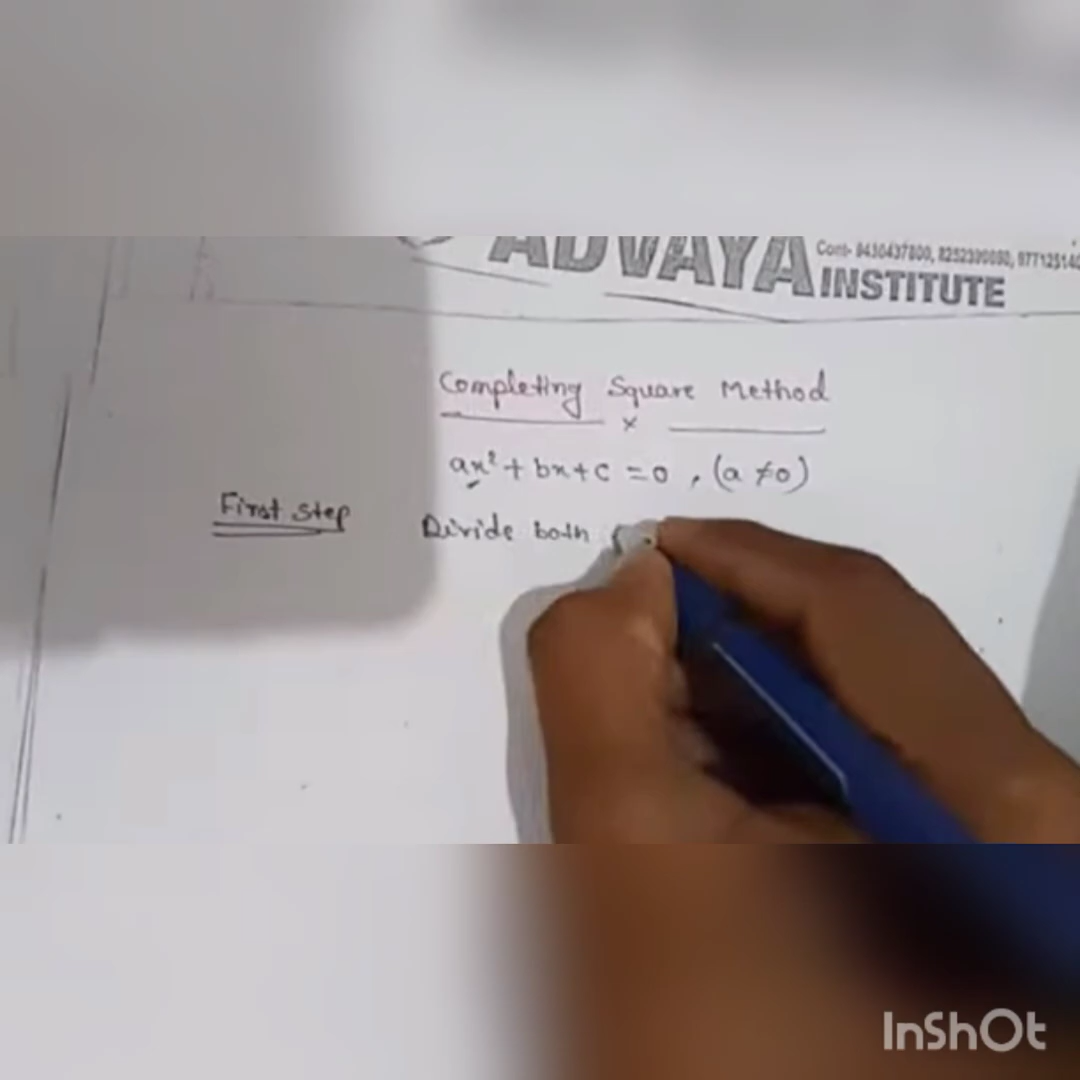 ADVAYA
INSTITUTE
Completing Square Method
x
ax² + bx + c = 0 , (a ≠ 0)
First step
Divide both
InShOt